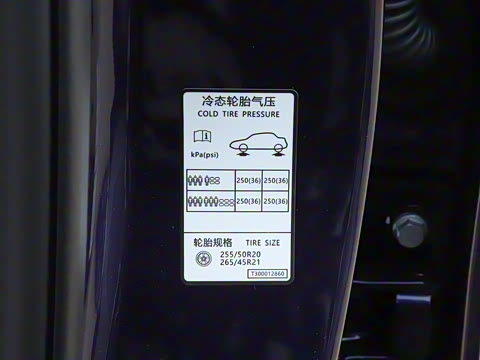 冷态轮胎气压
COLD TIRE PRESSURE
kPa(psi)
250(36) 250(36)
250(36) 250(36)
轮胎规格 TIRE SIZE
255/50R20
265/45R21
T300012860